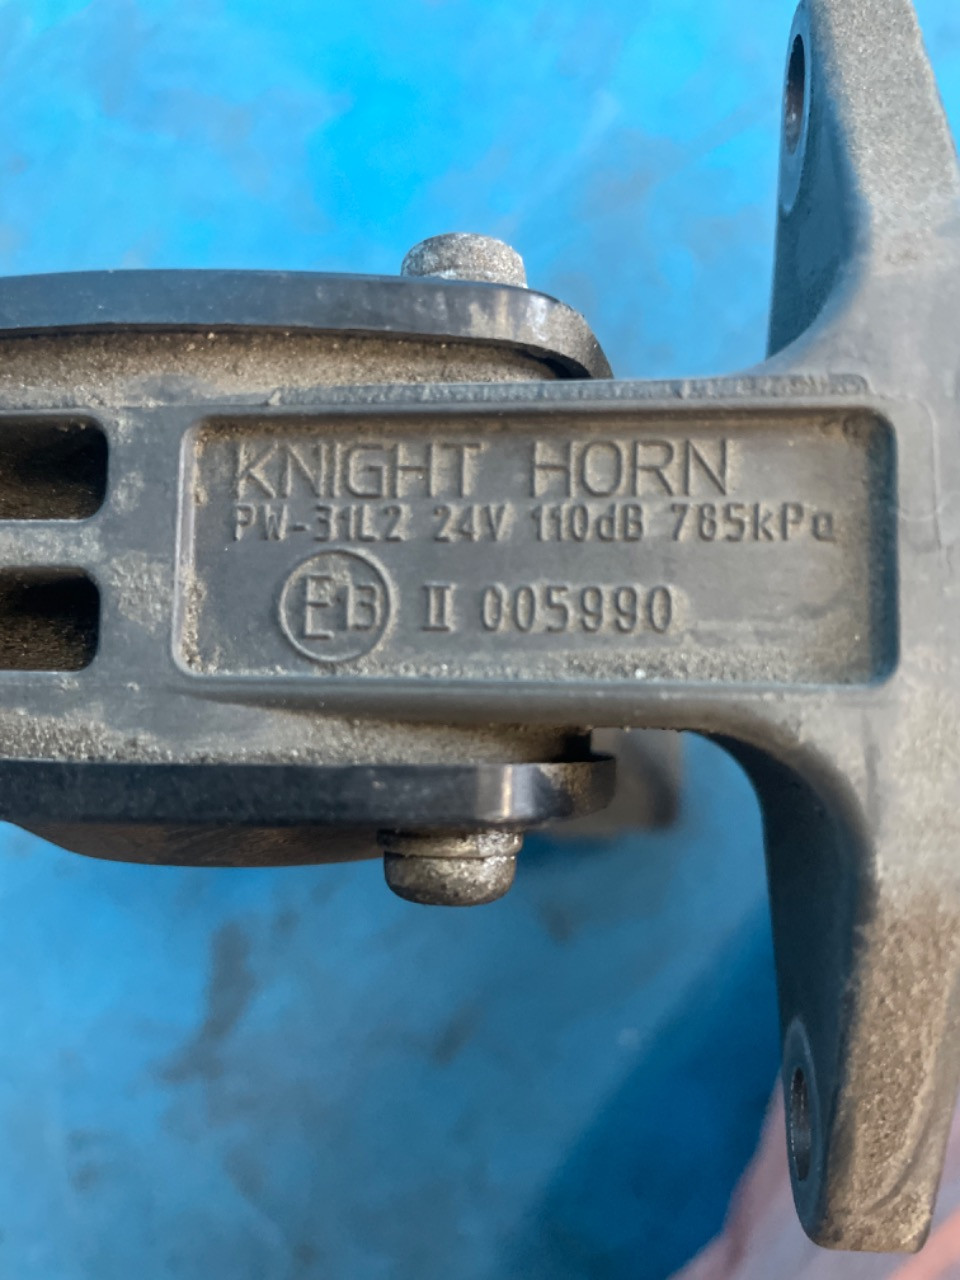 KNIGHT HORN
PW-31L2 24V 110dB 785kPa
E13 II 005990